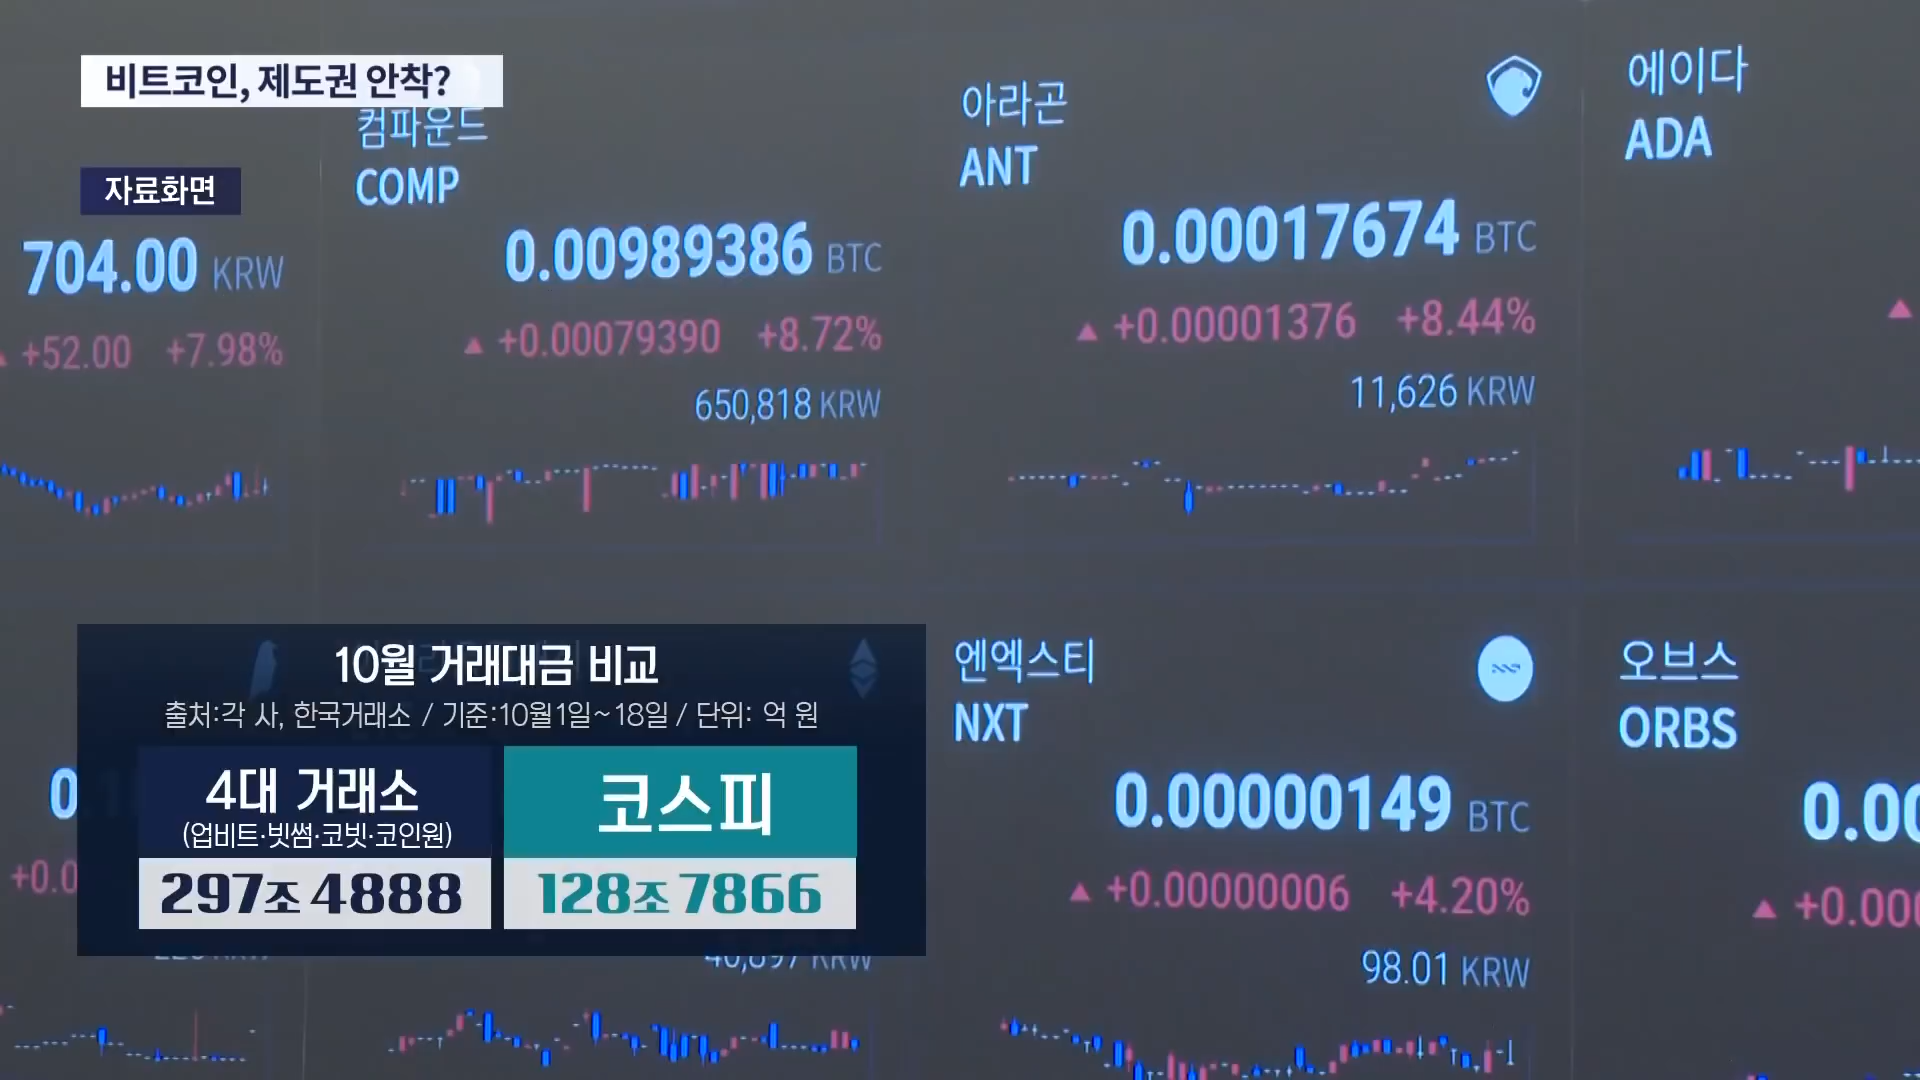 비트코인, 제도권 안착?
자료화면
704.00 KRW
+52.00 +7.98%
컴파운드
COMP
0.00989386 BTC
▲ +0.00079390 +8.72%
650,818 KRW
아라곤
ANT
0.00017674 BTC
▲ +0.00001376 +8.44%
11,626 KRW
에이다
ADA
▲
10월 거래대금 비교
출처:각 사, 한국거래소 / 기준:10월1일~18일 / 단위: 억 원
4대 거래소
(업비트·빗썸·코빗·코인원)
297조 4888
코스피
128조 7866
엔엑스티
NXT
0.00000149 BTC
▲ +0.00000006 +4.20%
98.01 KRW
오브스
ORBS
0.00
▲ +0.000